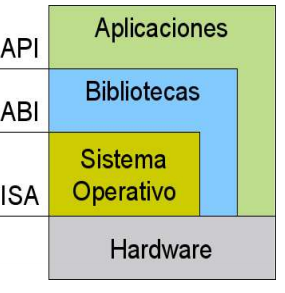 Aplicaciones
API
Bibliotecas
ABI
Sistema
Operativo
ISA
Hardware